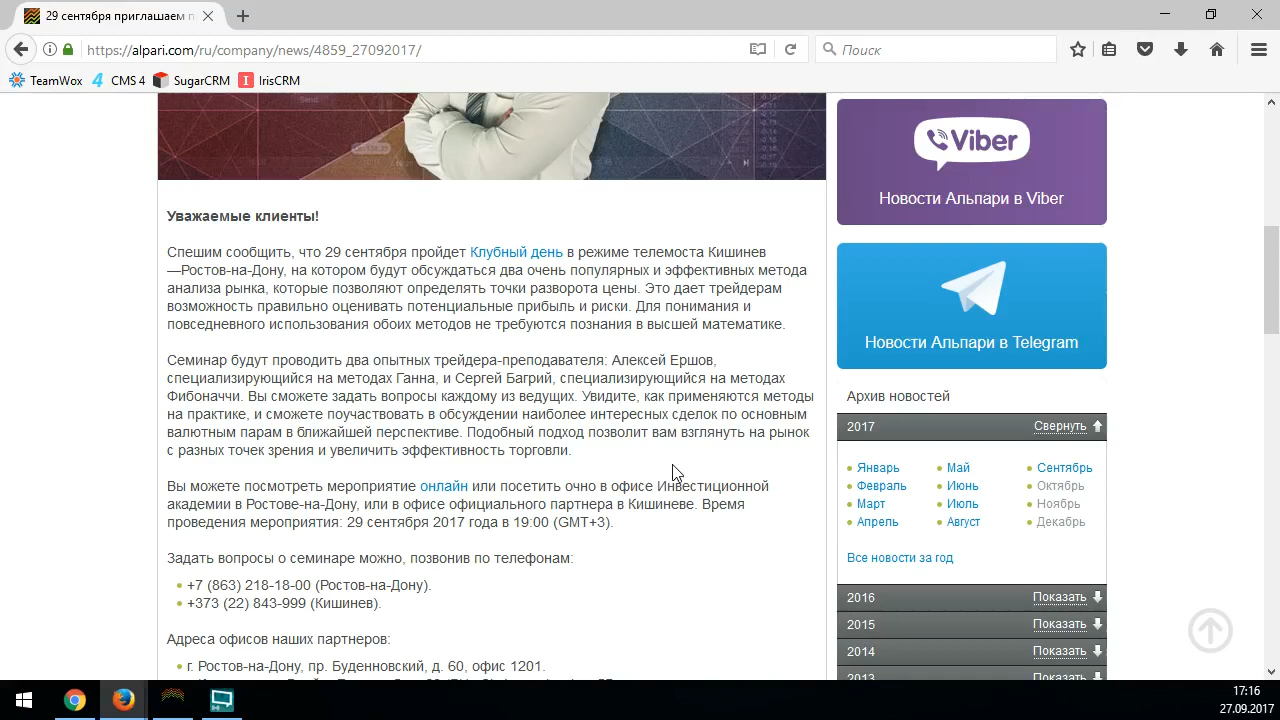 29 сентября приглашаем п
https://alpari.com/ru/company/news/4859_27092017/
Поиск
TeamWox
CMS 4
SugarCRM
IrisCRM
Send
Уважаемые клиенты!
Спешим сообщить, что 29 сентября пройдет Клубный день в режиме телемоста Кишинев
—Ростов-на-Дону, на котором будут обсуждаться два очень популярных и эффективных метода
анализа рынка, которые позволяют определять точки разворота цены. Это дает трейдерам
возможность правильно оценивать потенциальные прибыль и риски. Для понимания и
повседневного использования обоих методов не требуются познания в высшей математике.
Семинар будут проводить два опытных трейдера-преподавателя: Алексей Ершов,
специализирующийся на методах Ганна, и Сергей Багрий, специализирующийся на методах
Фибоначчи. Вы сможете задать вопросы каждому из ведущих. Увидите, как применяются методы
на практике, и сможете поучаствовать в обсуждении наиболее интересных сделок по основным
валютным парам в ближайшей перспективе. Подобный подход позволит вам взглянуть на рынок
с разных точек зрения и увеличить эффективность торговли.
Вы можете посмотреть мероприятие онлайн или посетить очно в офисе Инвестиционной
академии в Ростове-на-Дону, или в офисе официального партнера в Кишиневе. Время
проведения мероприятия: 29 сентября 2017 года в 19:00 (GMT+3).
Задать вопросы о семинаре можно, позвонив по телефонам:
+7 (863) 218-18-00 (Ростов-на-Дону).
+373 (22) 843-999 (Кишинев).
Адреса офисов наших партнеров:
г. Ростов-на-Дону, пр. Буденновский, д. 60, офис 1201.
Viber
Новости Альпари в Viber
Новости Альпари в Telegram
Архив новостей
2017 Свернуть
Январь Май Сентябрь
Февраль Июнь Октябрь
Март Июль Ноябрь
Апрель Август Декабрь
Все новости за год
2016 Показать
2015 Показать
2014 Показать
2013 Показать
17:16
27.09.2017